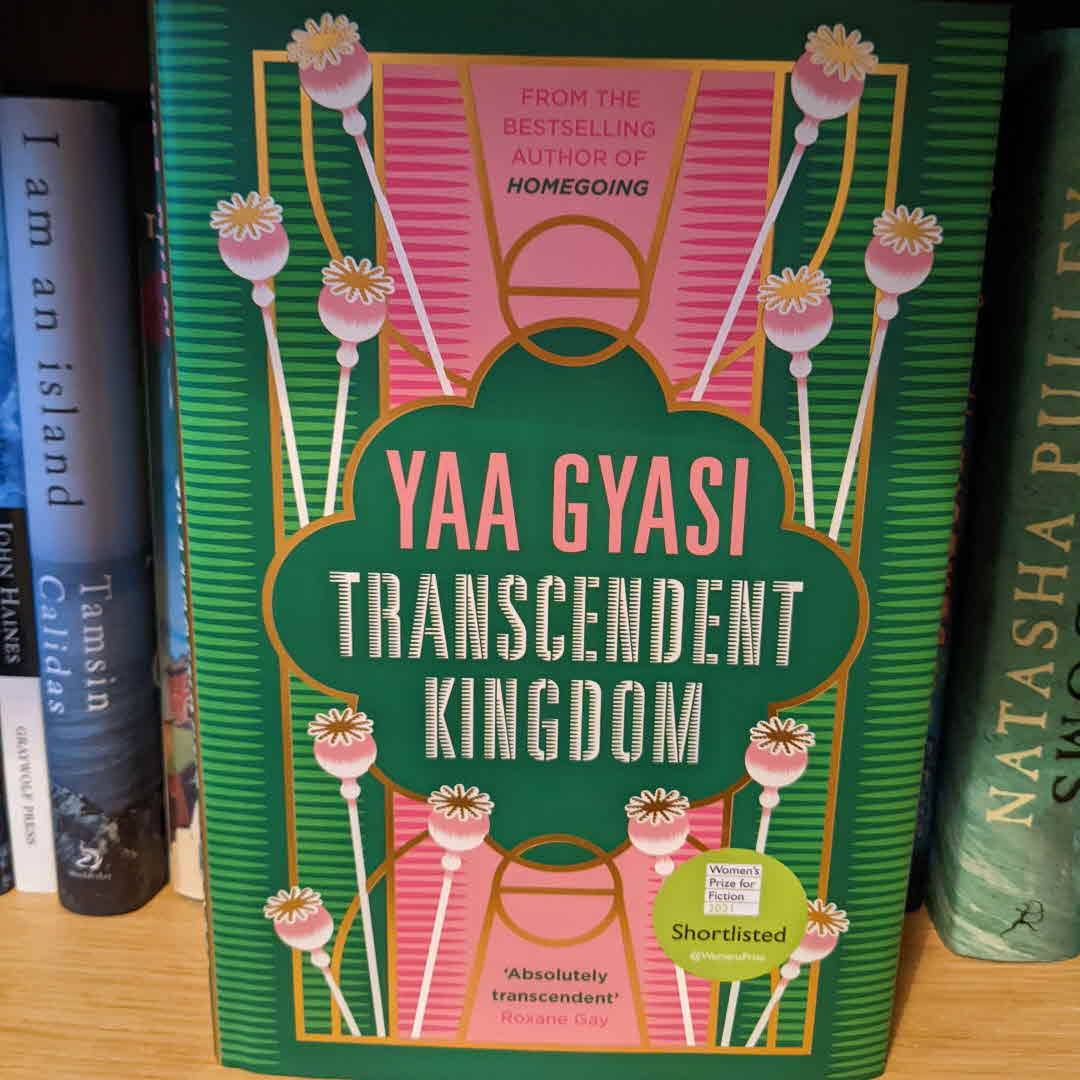 I am an island
Tamsin
Calidas
JOHN HAINES
GRAYWOLF PRESS
FROM THE
BESTSELLING
AUTHOR OF
HOMEGOING
YAA GYASI
TRANSCENDENT
KINGDOM
Women's
Prize for
Fiction
2021
Shortlisted
@WomensPrize
'Absolutely
transcendent'
Roxane Gay
NATASHA PULLEY